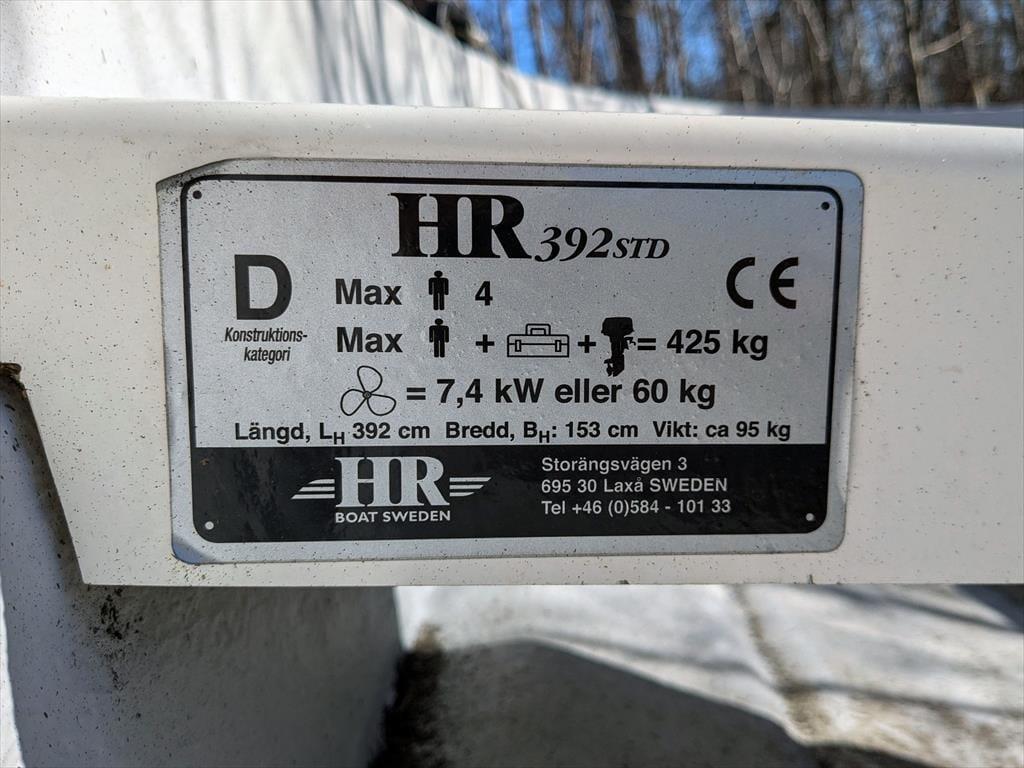 HR 392 STD
D
Konstruktions-
kategori
CE
Max 4
Max + + = 425 kg
= 7,4 kW eller 60 kg
Längd, LH 392 cm Bredd, BH: 153 cm Vikt: ca 95 kg
HR
BOAT SWEDEN
Storängsvägen 3
695 30 Laxå SWEDEN
Tel +46 (0)584 - 101 33